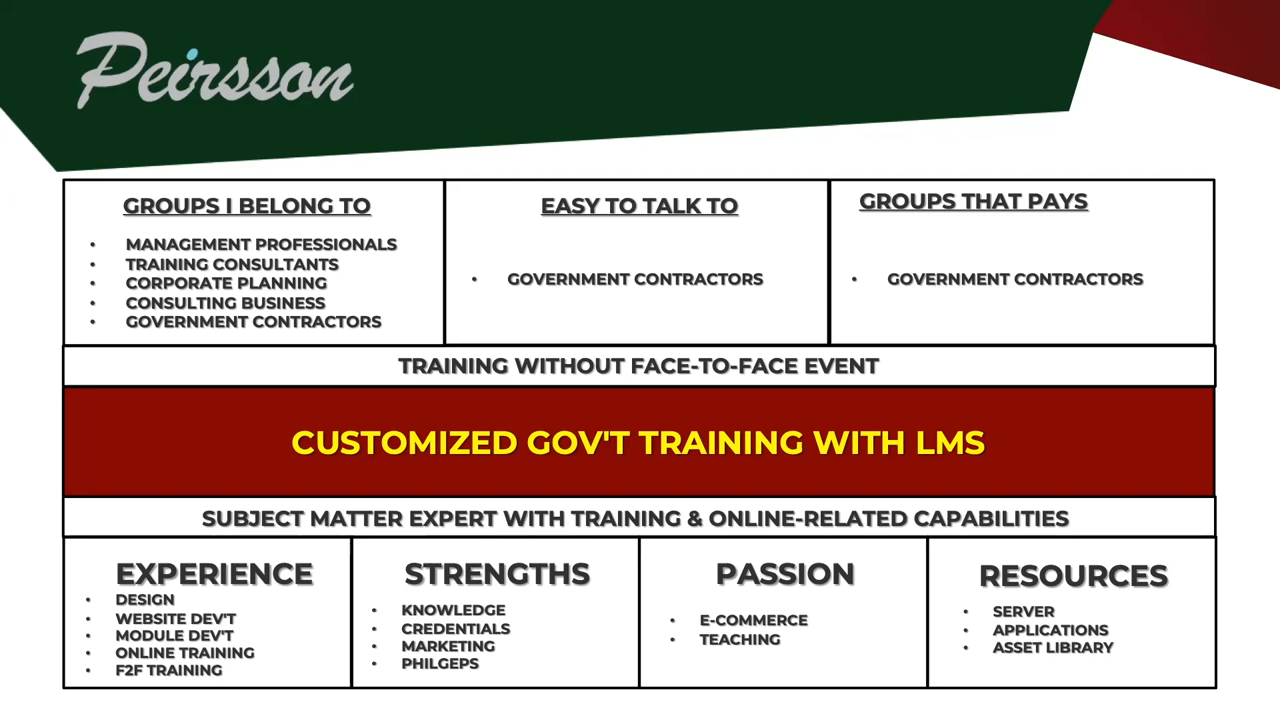 Peirsson
GROUPS I BELONG TO
• MANAGEMENT PROFESSIONALS
• TRAINING CONSULTANTS
• CORPORATE PLANNING
• CONSULTING BUSINESS
• GOVERNMENT CONTRACTORS
EASY TO TALK TO
• GOVERNMENT CONTRACTORS
GROUPS THAT PAYS
• GOVERNMENT CONTRACTORS
TRAINING WITHOUT FACE-TO-FACE EVENT
CUSTOMIZED GOV'T TRAINING WITH LMS
SUBJECT MATTER EXPERT WITH TRAINING & ONLINE-RELATED CAPABILITIES
EXPERIENCE
• DESIGN
• WEBSITE DEV'T
• MODULE DEV'T
• ONLINE TRAINING
• F2F TRAINING
STRENGTHS
• KNOWLEDGE
• CREDENTIALS
• MARKETING
• PHILGEPS
PASSION
• E-COMMERCE
• TEACHING
RESOURCES
• SERVER
• APPLICATIONS
• ASSET LIBRARY